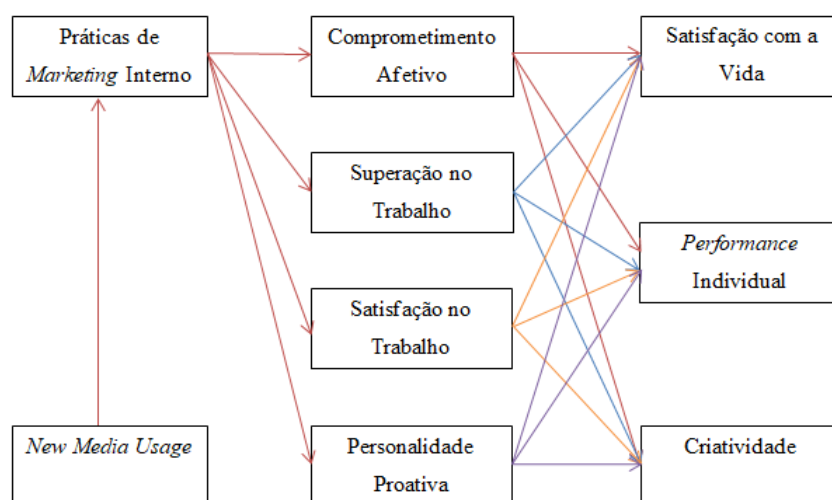 Práticas de
Marketing Interno
Comprometimento
Afetivo
Satisfação com a
Vida
Superação no
Trabalho
Performance
Individual
Satisfação no
Trabalho
New Media Usage
Personalidade
Proativa
Criatividade